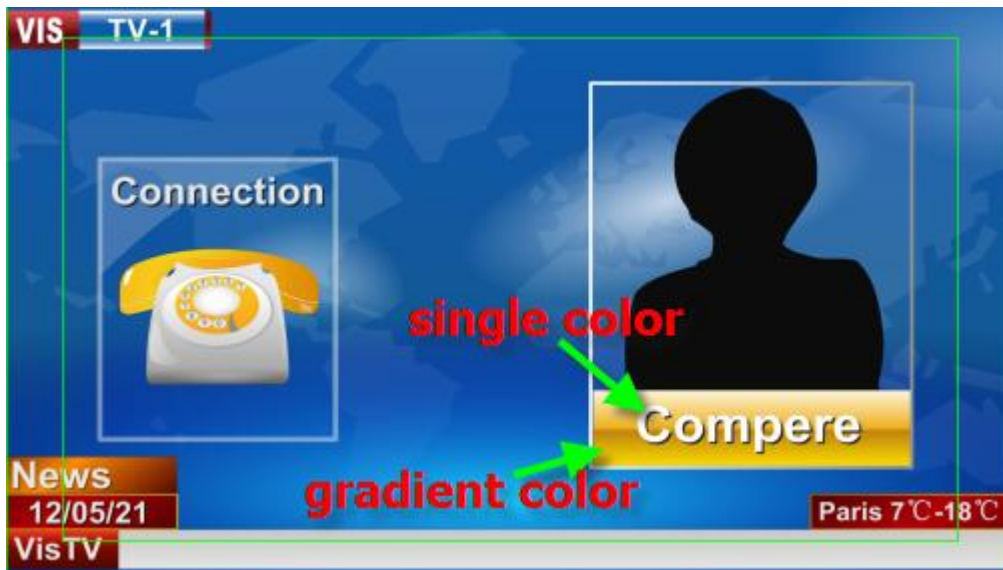 VIS TV-1
Connection
single color
Compere
gradient color
News
12/05/21
Paris 7℃-18℃
VisTV